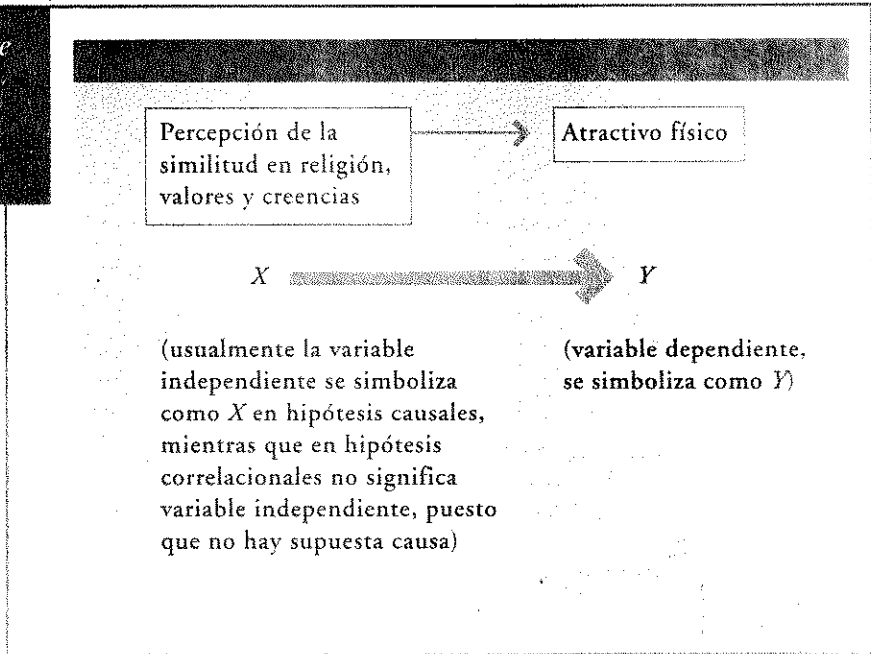 e
Percepción de la
similitud en religión,
valores y creencias
Atractivo físico
X
Y
(usualmente la variable
independiente se simboliza
como X en hipótesis causales,
mientras que en hipótesis
correlacionales no significa
variable independiente, puesto
que no hay supuesta causa)
(variable dependiente,
se simboliza como Y)